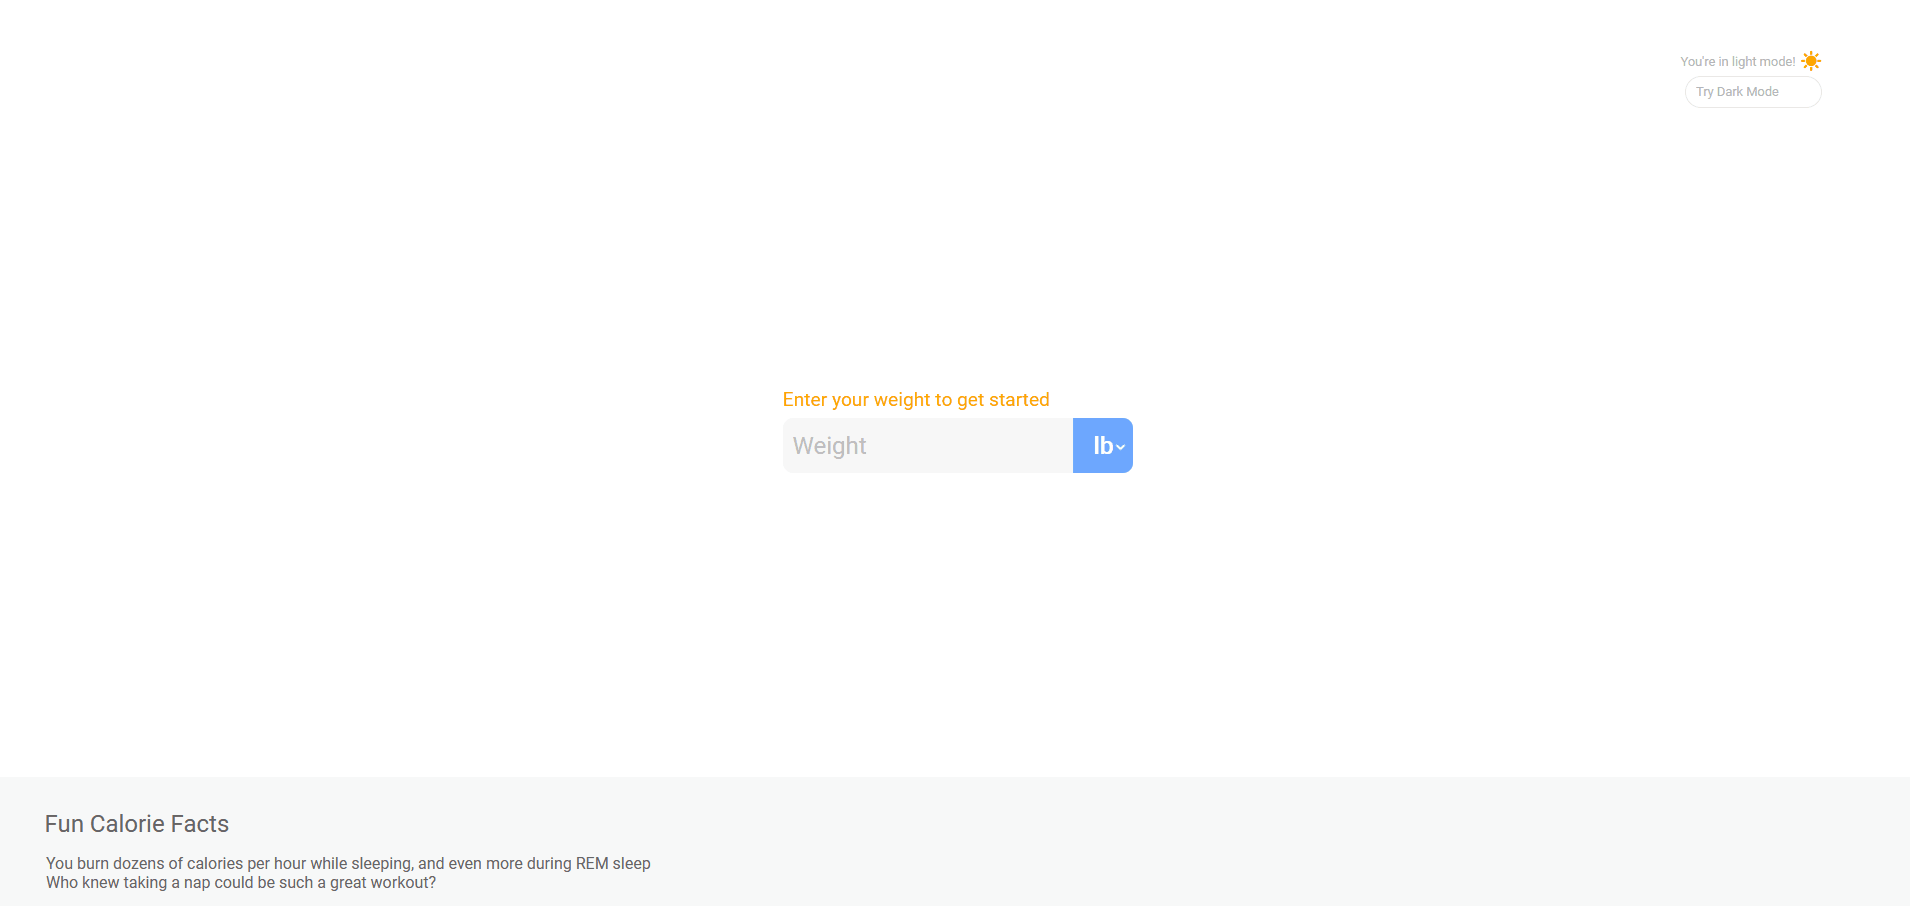 You're in light mode!
Try Dark Mode
Enter your weight to get started
Weight
lb
Fun Calorie Facts
You burn dozens of calories per hour while sleeping, and even more during REM sleep
Who knew taking a nap could be such a great workout?